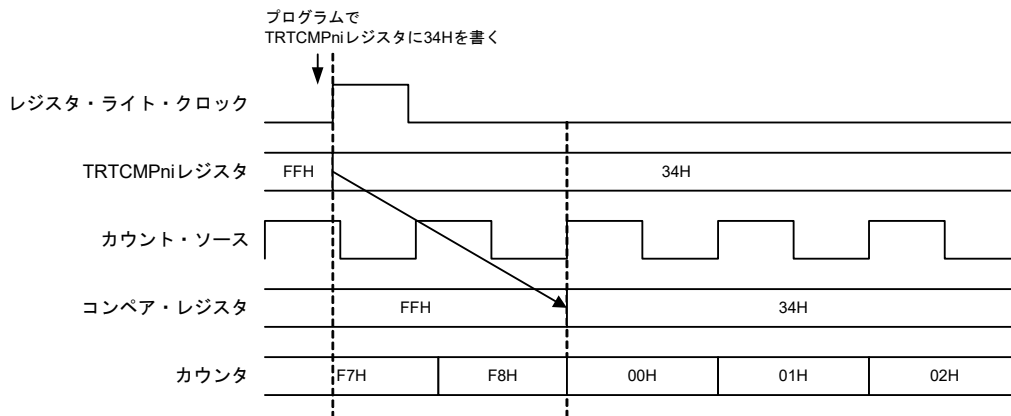 プログラムで
TRTCMPniレジスタに34Hを書く
レジスタ・ライト・クロック
TRTCMPniレジスタ
FFH
34H
カウント・ソース
コンペア・レジスタ
FFH
34H
カウンタ
F7H
F8H
00H
01H
02H